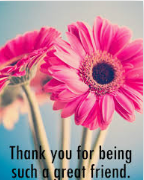 Thank you for being
such a great friend.